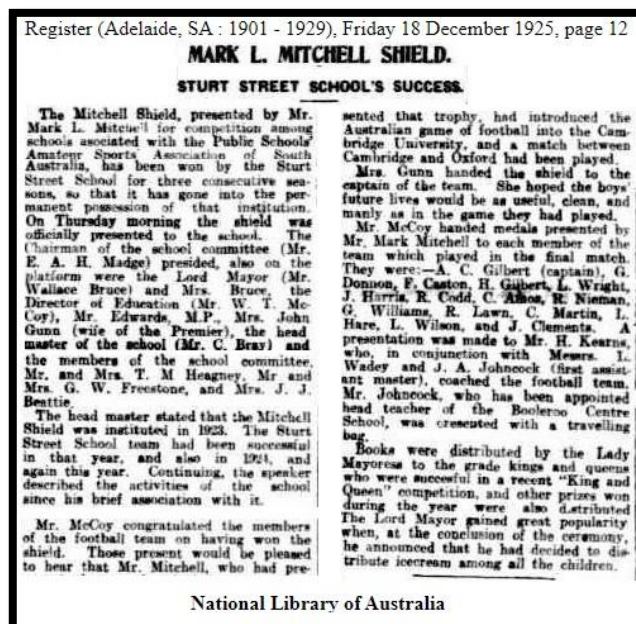 Register (Adelaide, SA : 1901 - 1929), Friday 18 December 1925, page 12
MARK L. MITCHELL SHIELD.
STURT STREET SCHOOL'S SUCCESS.
The Mitchell Shield, presented by Mr.
Mark L. Mitchell for competition among
schools asociated with the Public Schools'
Amateur Sports Association of South
Australia, has been won by the Sturt
Street School for three consecutive sea-
sons, so that it has gone into the per-
manent possession of that institution.
On Thursday morning the shield was
officially presented to the school. The
Chairman of the school committee (Mr.
E. A. H. Madge) presided, also on the
platform were the Lord Mayor (Mr.
Wallace Bruce) and Mrs. Bruce, the
Director of Education (Mr. W. T. Mc-
Coy), Mr. Edwards, M.P., Mrs. John
Gunn (wife of the Premier), the head
master of the school (Mr. C. Bray) and
the members of the school committee,
Mr. and Mrs. T. M Heagney, Mr and
Mrs. G. W. Freestone, and Mrs. J. J.
Beattie.
The head master stated that the Mitchell
Shield was instituted in 1923. The Sturt
Street School team had been successful
in that year, and also in 1924, and
again this year. Continuing, the speaker
described the activities of the school
since his brief association with it.
Mr. McCoy congratulated the members
of the football team on having won the
shield. Those present would be pleased
to hear that Mr. Mitchell, who had pre-
sented that trophy, had introduced the
Australian game of football into the Cam-
bridge University, and a match between
Cambridge and Oxford had been played.
Mrs. Gunn handed the shield to the
captain of the team. She hoped the boys'
future lives would be as useful, clean, and
manly as in the game they had played.
Mr. McCoy handed medals presented by
Mr. Mark Mitchell to each member of the
team which played in the final match.
They were:—A. C. Gilbert (captain), G.
Donnon, F. Caston, H. Gilbert, L. Wright,
J. Harris, R. Codd, C. Amos, R. Nieman,
G. Williams, R. Lawn, C. Martin, L.
Hare, L. Wilson, and J. Clements. A
presentation was made to Mr. H. Kearns,
who, in conjunction with Messrs. L.
Wadey and J. A. Johncock (first assist-
ant master), coached the football team.
Mr. Johncock, who has been appointed
head teacher of the Booleroo Centre
School, was presented with a travelling
bag.
Books were distributed by the Lady
Mayoress to the grade kings and queens
who were succesful in a recent "King and
Queen" competition, and other prizes won
during the year were also distributed
The Lord Mayor gained great popularity
when, at the conclusion of the ceremony,
he announced that he had decided to dis-
tribute icecream among all the children.
National Library of Australia